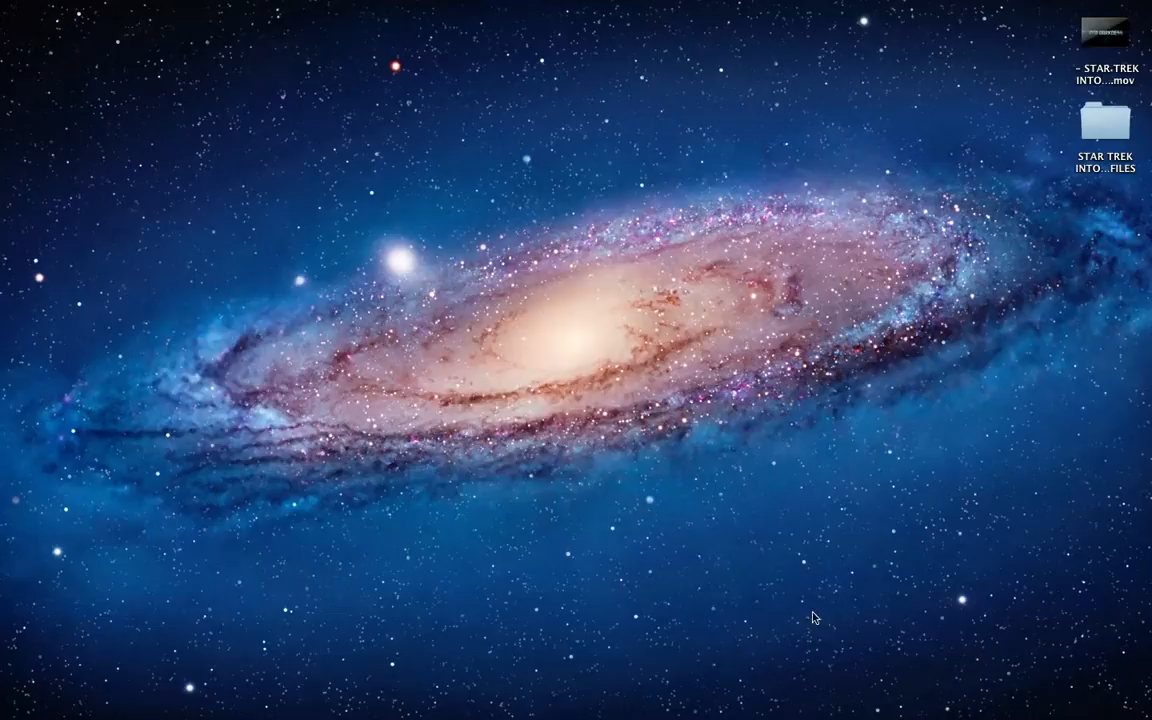 - STAR TREK
INTO....mov
STAR TREK
INTO...FILES